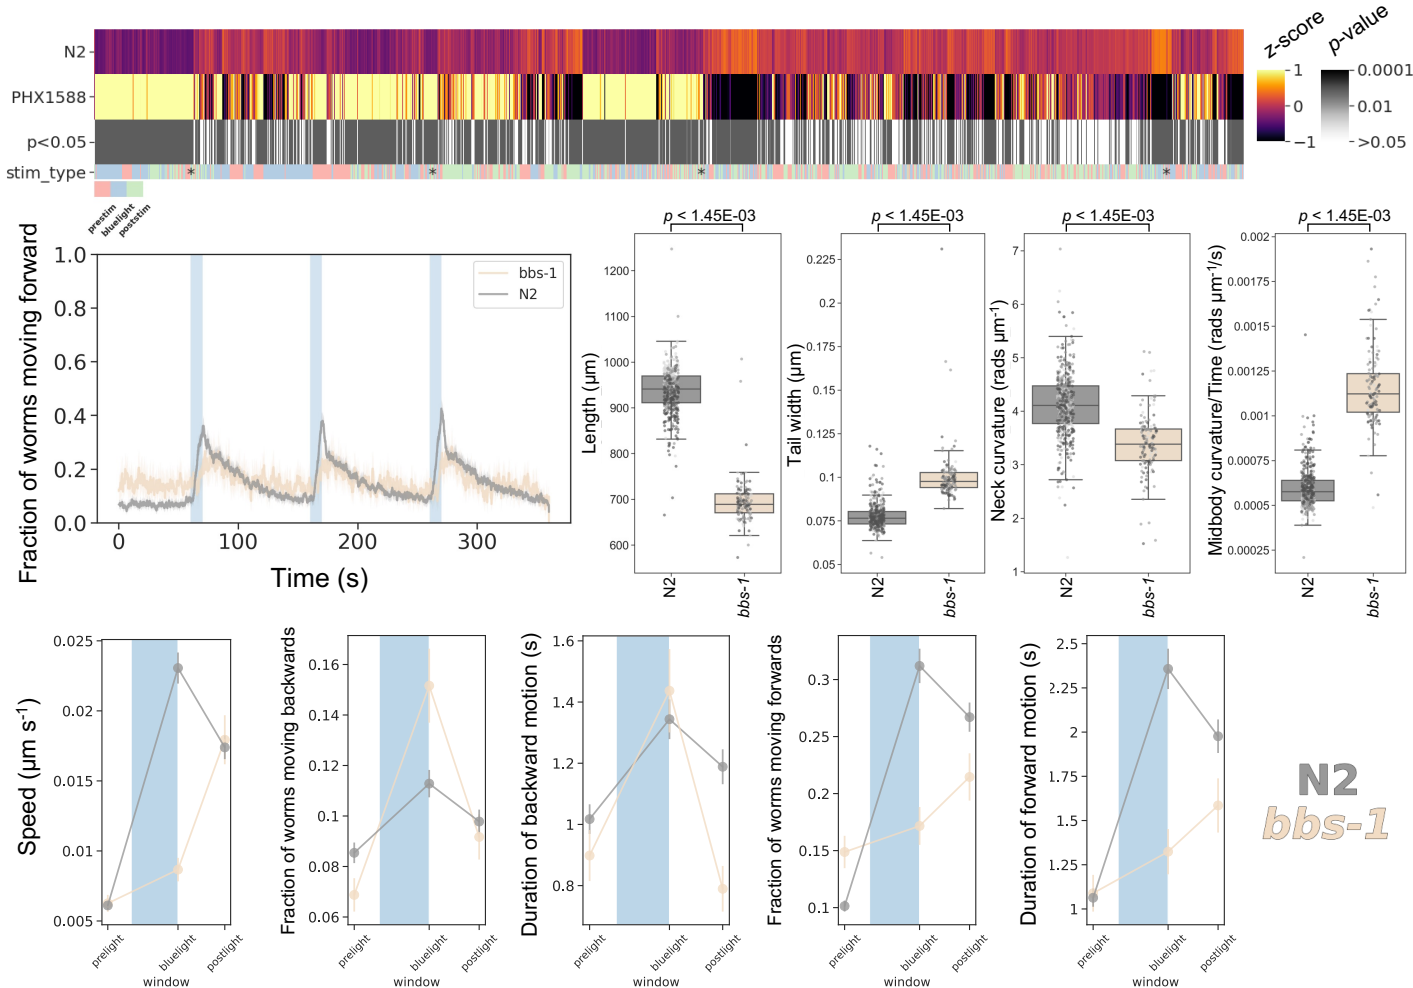 N2
PHX1588
p<0.05
stim_type
* * * *
prestim bluelight poststim
z-score p-value
1 0.0001
0 0.01
−1 >0.05
Fraction of worms moving forward
1.0
0.8
0.6
0.4
0.2
0.0
0 100 200 300
Time (s)
bbs-1
N2
p < 1.45E-03
Length (µm)
1200
1100
1000
900
800
700
600
N2 bbs-1
p < 1.45E-03
Tail width (µm)
0.225
0.2
0.175
0.15
0.125
0.1
0.075
0.05
N2 bbs-1
p < 1.45E-03
Neck curvature (rads µm⁻¹)
7
6
5
4
3
2
1
N2 bbs-1
p < 1.45E-03
Midbody curvature/Time (rads µm⁻¹/s)
0.002
0.00175
0.0015
0.00125
0.001
0.00075
0.0005
0.00025
N2 bbs-1
Speed (µm s⁻¹)
0.025
0.02
0.015
0.01
0.005
prelight bluelight postlight
window
Fraction of worms moving backwards
0.16
0.14
0.12
0.1
0.08
0.06
prelight bluelight postlight
window
Duration of backward motion (s)
1.6
1.4
1.2
1
0.8
prelight bluelight postlight
window
Fraction of worms moving forwards
0.3
0.25
0.2
0.15
0.1
prelight bluelight postlight
window
Duration of forward motion (s)
2.5
2.25
2
1.75
1.5
1.25
1
prelight bluelight postlight
window
N2
bbs-1